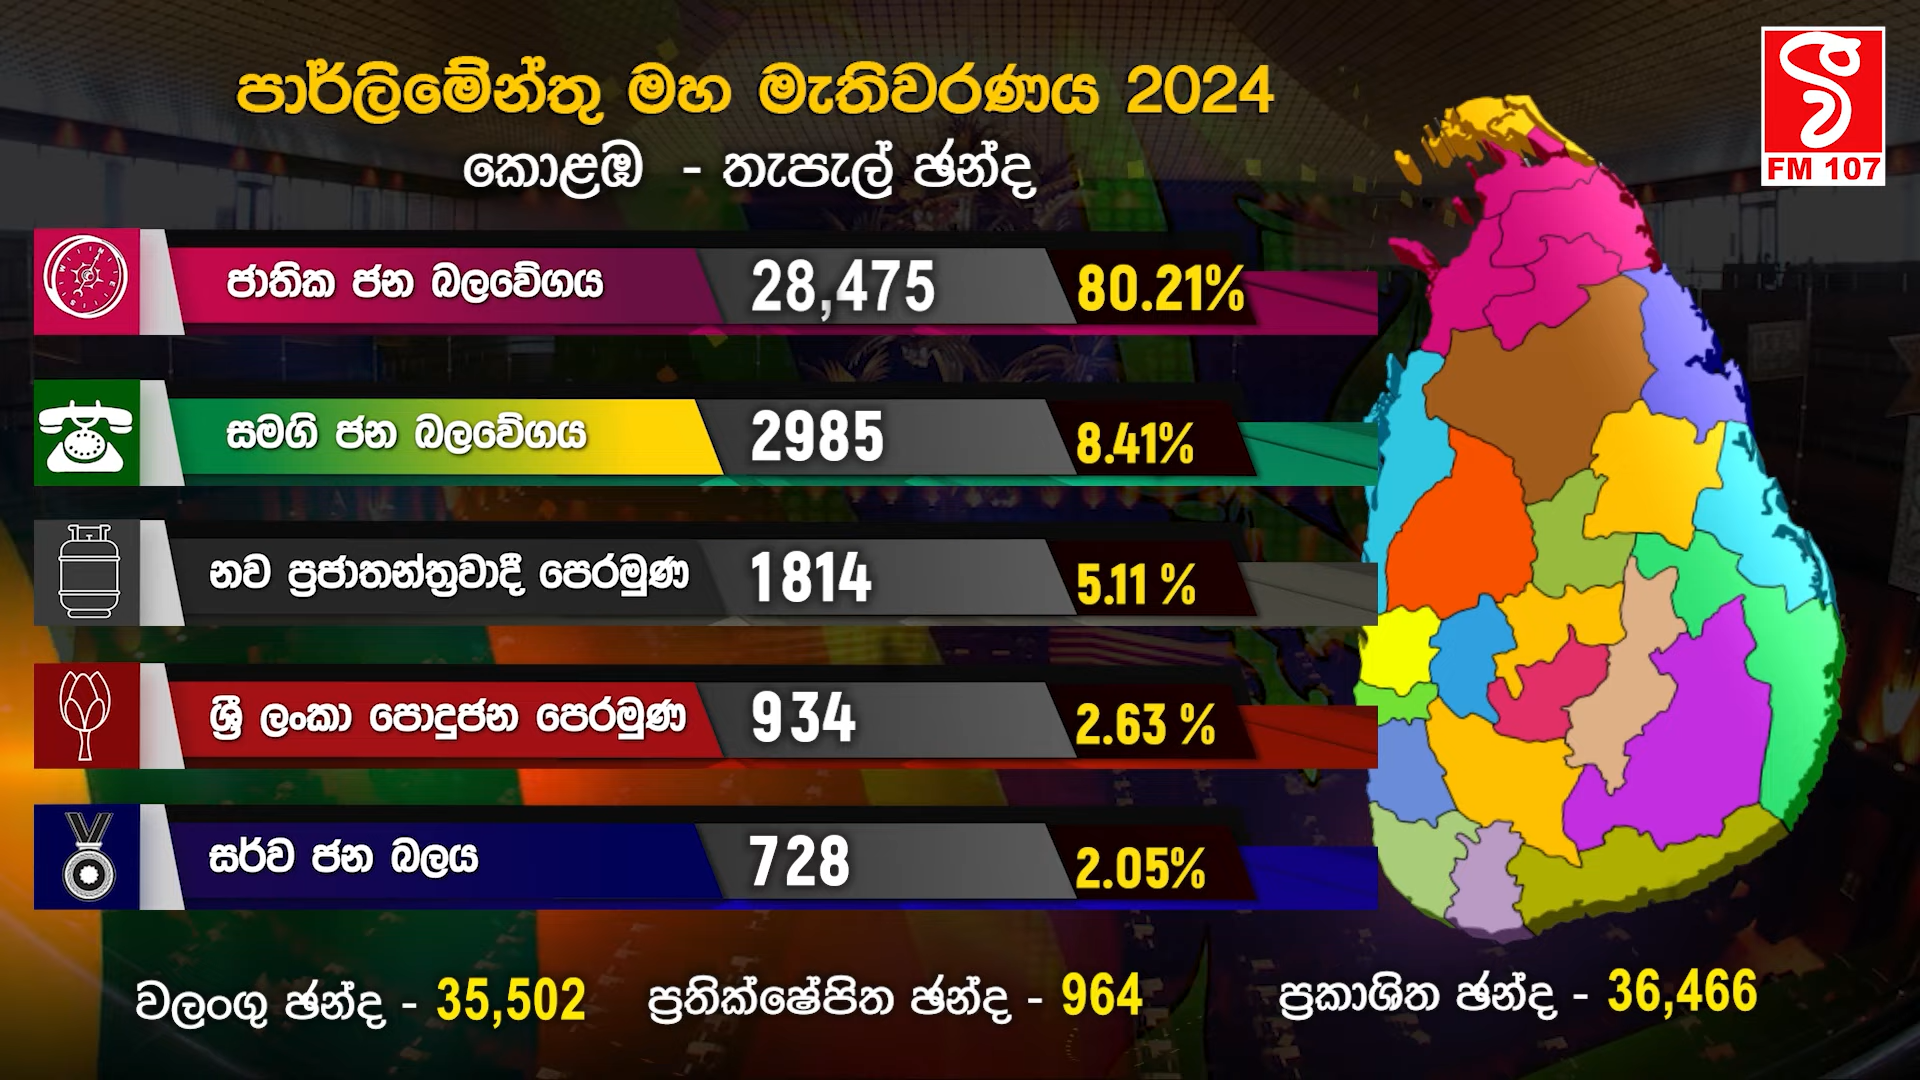 පාර්ලිමේන්තු මහ මැතිවරණය 2024
කොළඹ - තැපැල් ඡන්ද
FM 107
ජාතික ජන බලවේගය 28,475 80.21%
සමගි ජන බලවේගය 2985 8.41%
නව ප්‍රජාතන්ත්‍රවාදී පෙරමුණ 1814 5.11 %
ශ්‍රී ලංකා පොදුජන පෙරමුණ 934 2.63 %
සර්ව ජන බලය 728 2.05%
වලංගු ඡන්ද - 35,502 ප්‍රතික්ෂේපිත ඡන්ද - 964 ප්‍රකාශිත ඡන්ද - 36,466